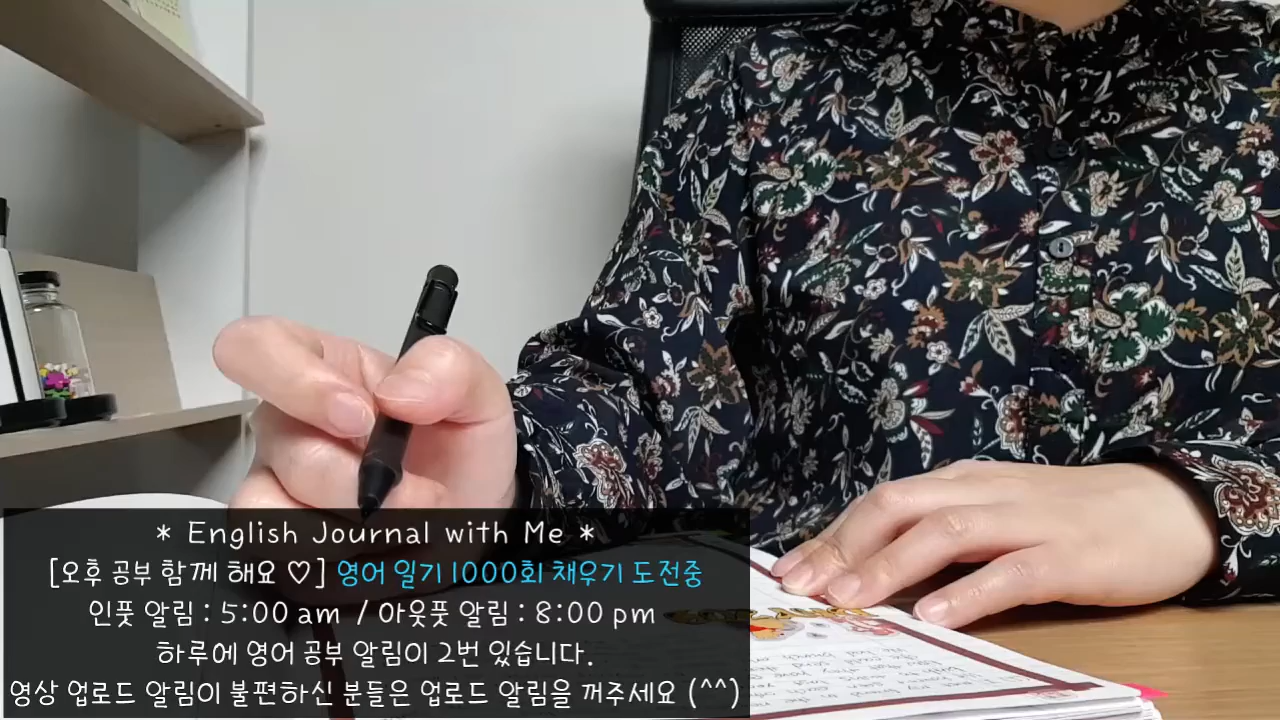 * English Journal with Me *
[오후 공부 함께 해요 ♡] 영어 일기 1000회 채우기 도전중
인풋 알림 : 5:00 am / 아웃풋 알림 : 8:00 pm
하루에 영어 공부 알림이 2번 있습니다.
영상 업로드 알림이 불편하신 분들은 업로드 알림을 꺼주세요 (^^)